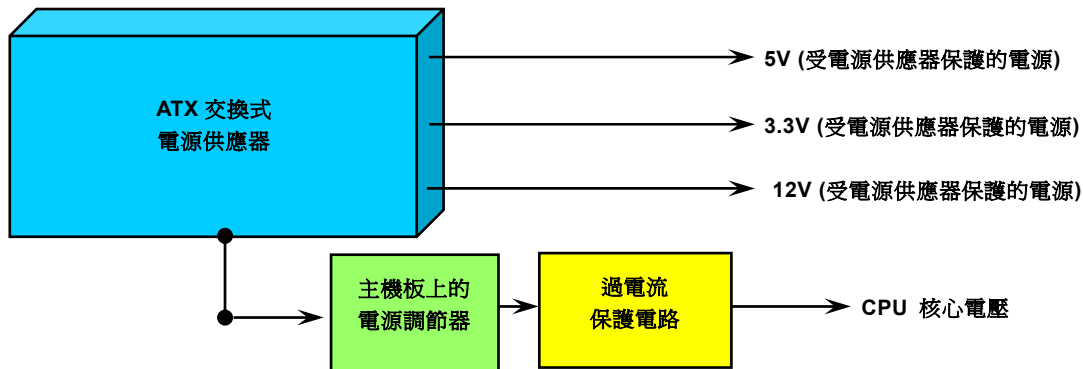 ATX 交換式
電源供應器
5V (受電源供應器保護的電源)
3.3V (受電源供應器保護的電源)
12V (受電源供應器保護的電源)
主機板上的
電源調節器
過電流
保護電路
CPU 核心電壓